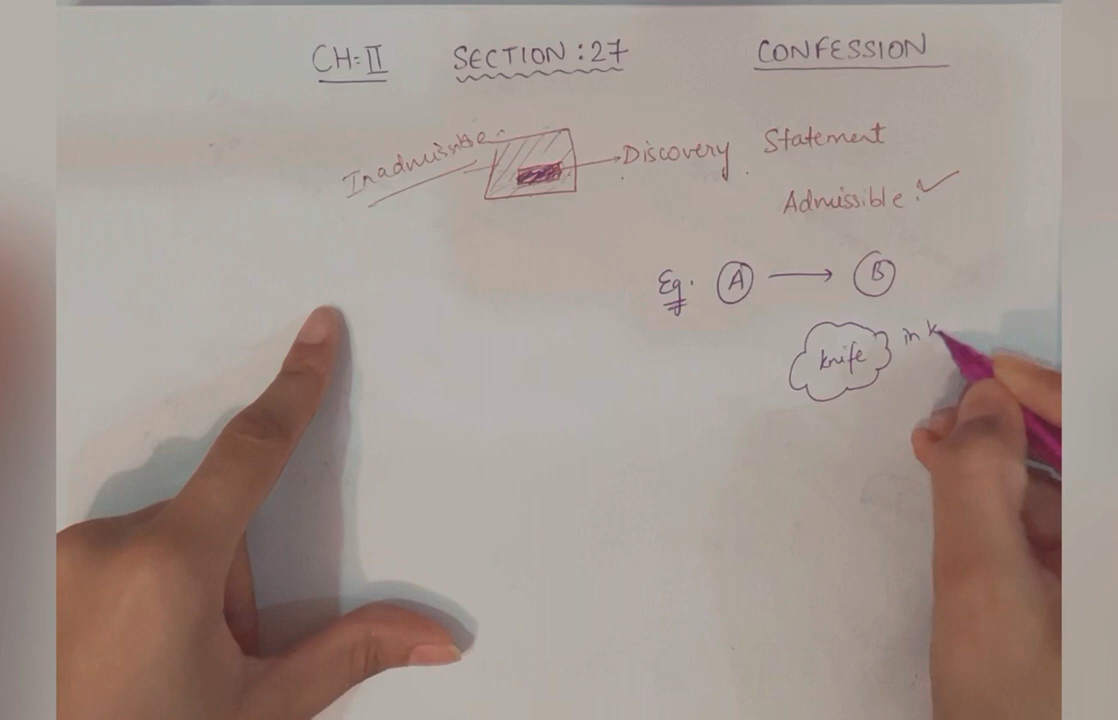 CH:II SECTION:27 CONFESSION
Inadmissible Discovery Statement
Admissible
Eg. A B
knife in k